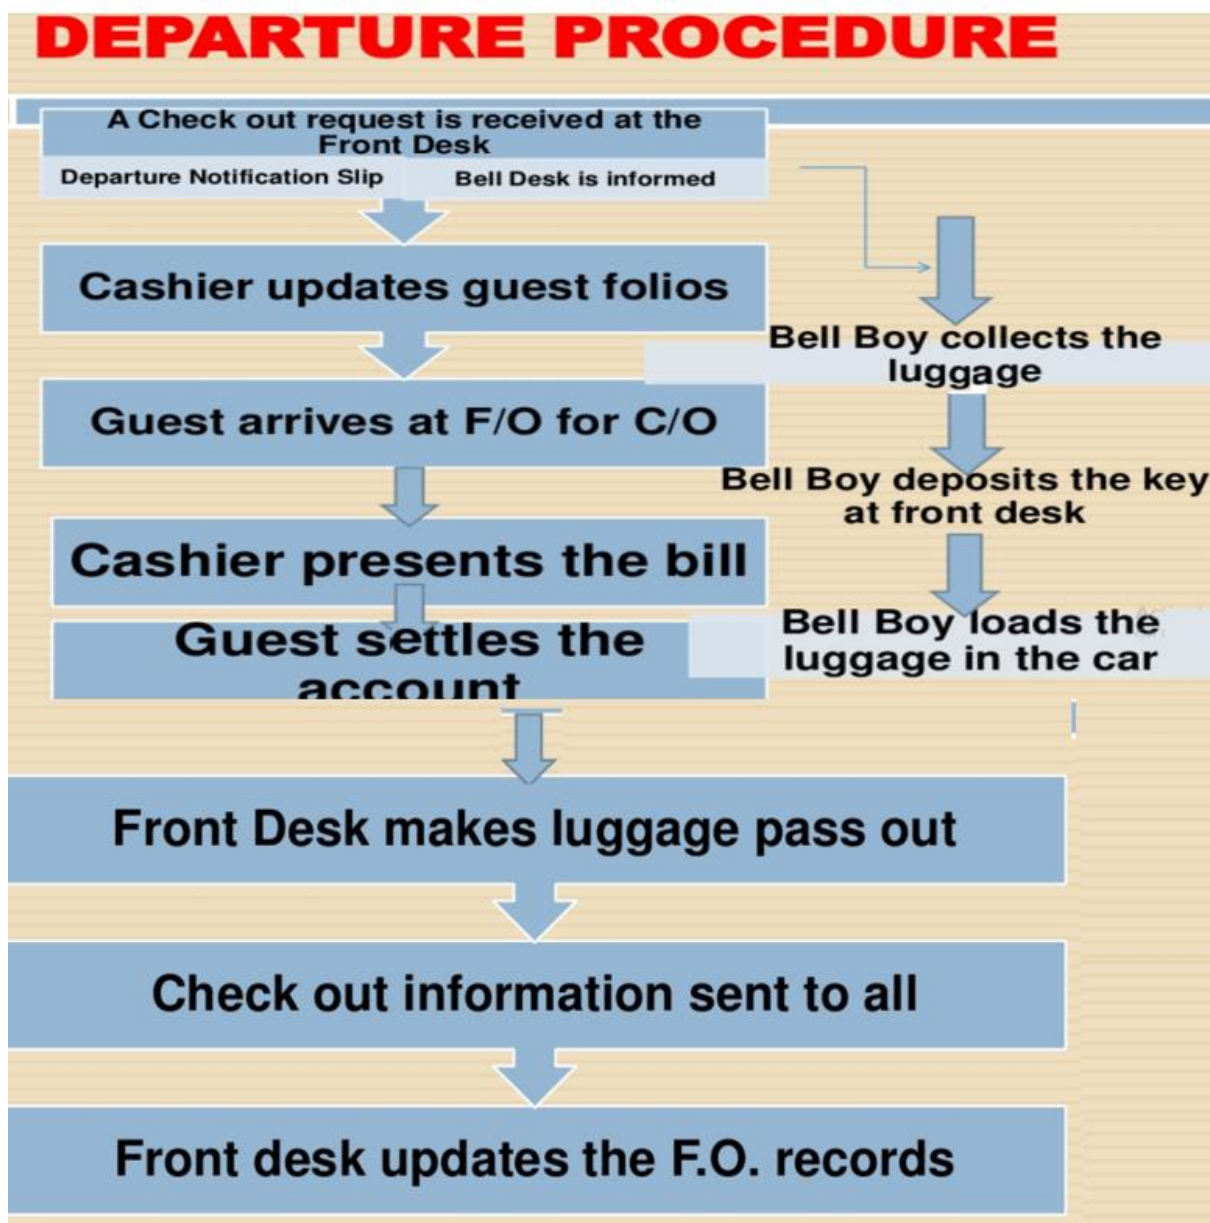 DEPARTURE PROCEDURE
A Check out request is received at the
Front Desk
Departure Notification Slip
Bell Desk is informed
Cashier updates guest folios
Guest arrives at F/O for C/O
Cashier presents the bill
Guest settles the
account
Bell Boy collects the
luggage
Bell Boy deposits the key
at front desk
Bell Boy loads the
luggage in the car
Front Desk makes luggage pass out
Check out information sent to all
Front desk updates the F.O. records